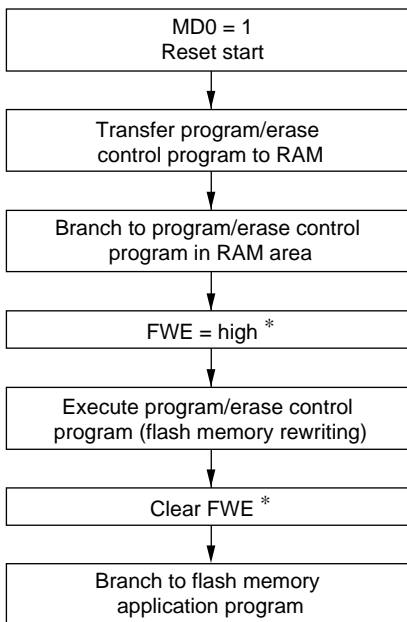 MD0 = 1
Reset start
Transfer program/erase
control program to RAM
Branch to program/erase control
program in RAM area
FWE = high *
Execute program/erase control
program (flash memory rewriting)
Clear FWE *
Branch to flash memory
application program